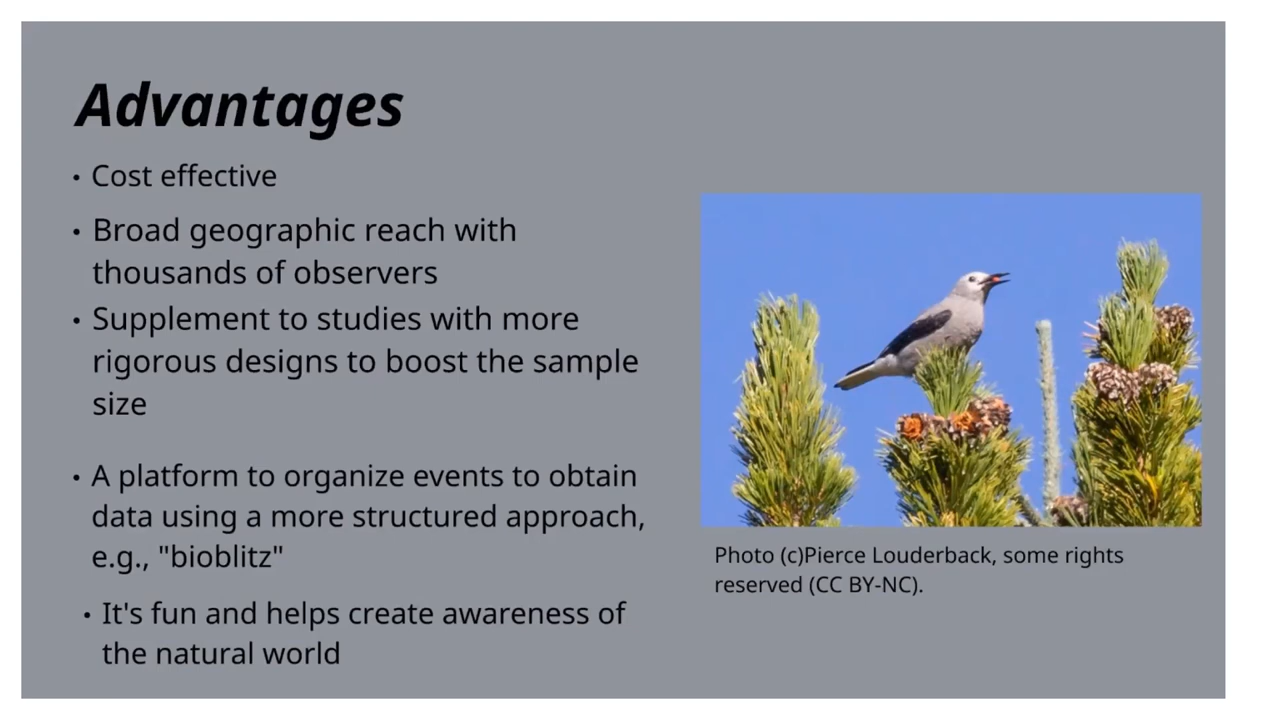 Advantages
• Cost effective
• Broad geographic reach with
thousands of observers
• Supplement to studies with more
rigorous designs to boost the sample
size
• A platform to organize events to obtain
data using a more structured approach,
e.g., "bioblitz"
• It's fun and helps create awareness of
the natural world
Photo (c)Pierce Louderback, some rights
reserved (CC BY-NC).